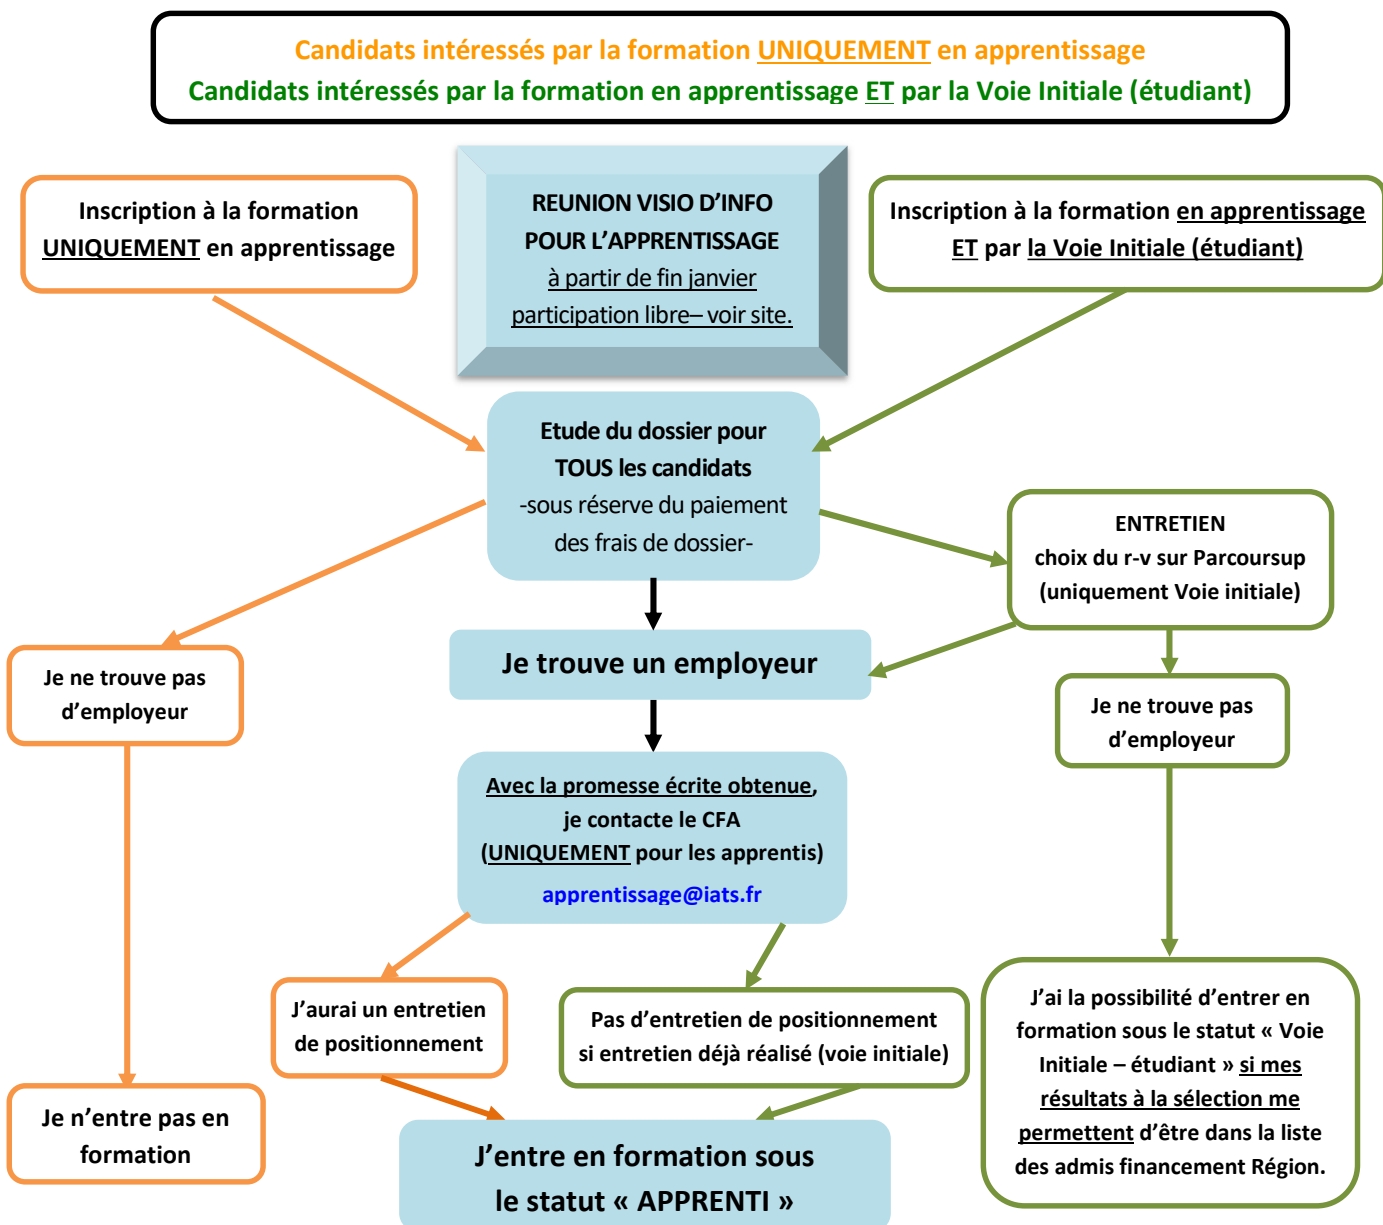 Candidats intéressés par la formation UNIQUEMENT en apprentissage
Candidats intéressés par la formation en apprentissage ET par la Voie Initiale (étudiant)
Inscription à la formation
UNIQUEMENT en apprentissage
REUNION VISIO D’INFO
POUR L’APPRENTISSAGE
à partir de fin janvier
participation libre– voir site.
Inscription à la formation en apprentissage
ET par la Voie Initiale (étudiant)
Etude du dossier pour
TOUS les candidats
-sous réserve du paiement
des frais de dossier-
ENTRETIEN
choix du r-v sur Parcoursup
(uniquement Voie initiale)
Je trouve un employeur
Je ne trouve pas
d’employeur
Je ne trouve pas
d’employeur
Avec la promesse écrite obtenue,
je contacte le CFA
(UNIQUEMENT pour les apprentis)
apprentissage@iats.fr
J’aurai un entretien
de positionnement
Pas d’entretien de positionnement
si entretien déjà réalisé (voie initiale)
J’ai la possibilité d’entrer en
formation sous le statut « Voie
Initiale – étudiant » si mes
résultats à la sélection me
permettent d’être dans la liste
des admis financement Région.
Je n’entre pas en
formation
J’entre en formation sous
le statut « APPRENTI »